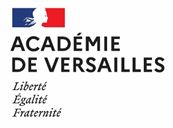 ACADÉMIE
DE VERSAILLES
Liberté
Égalité
Fraternité